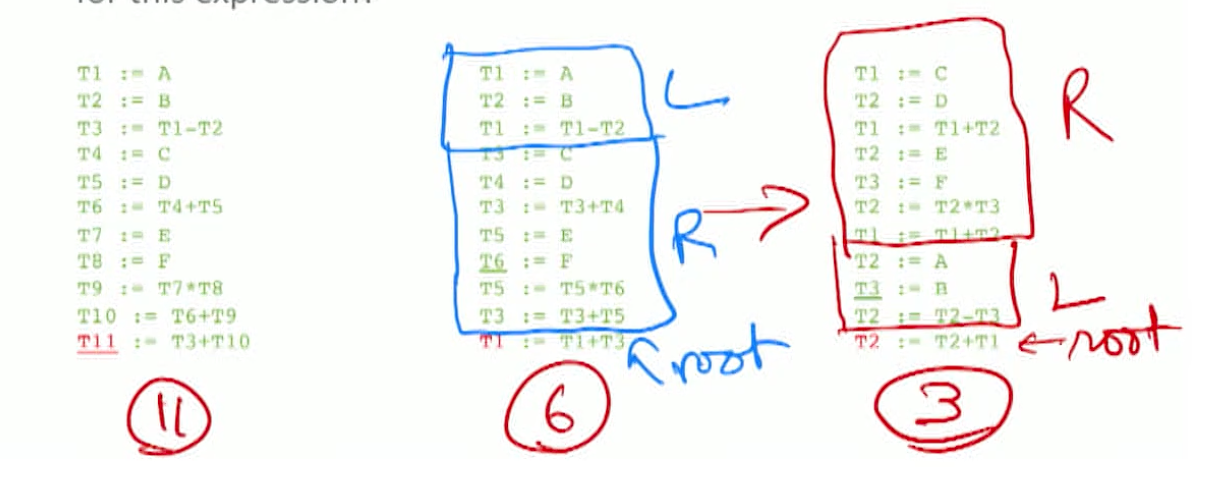 for this expression?
T1 := A
T2 := B
T3 := T1-T2
T4 := C
T5 := D
T6 := T4+T5
T7 := E
T8 := F
T9 := T7*T8
T10 := T6+T9
T11 := T3+T10
11
T1 := A
T2 := B
T1 := T1-T2
T3 := C
T4 := D
T3 := T3+T4
T5 := E
T6 := F
T5 := T5*T6
T3 := T3+T5
T1 := T1+T3
L
R
root
6
T1 := C
T2 := D
T1 := T1+T2
T2 := E
T3 := F
T2 := T2*T3
T1 := T1+T2
T2 := A
T3 := B
T2 := T2-T3
T2 := T2+T1
R
L
root
3